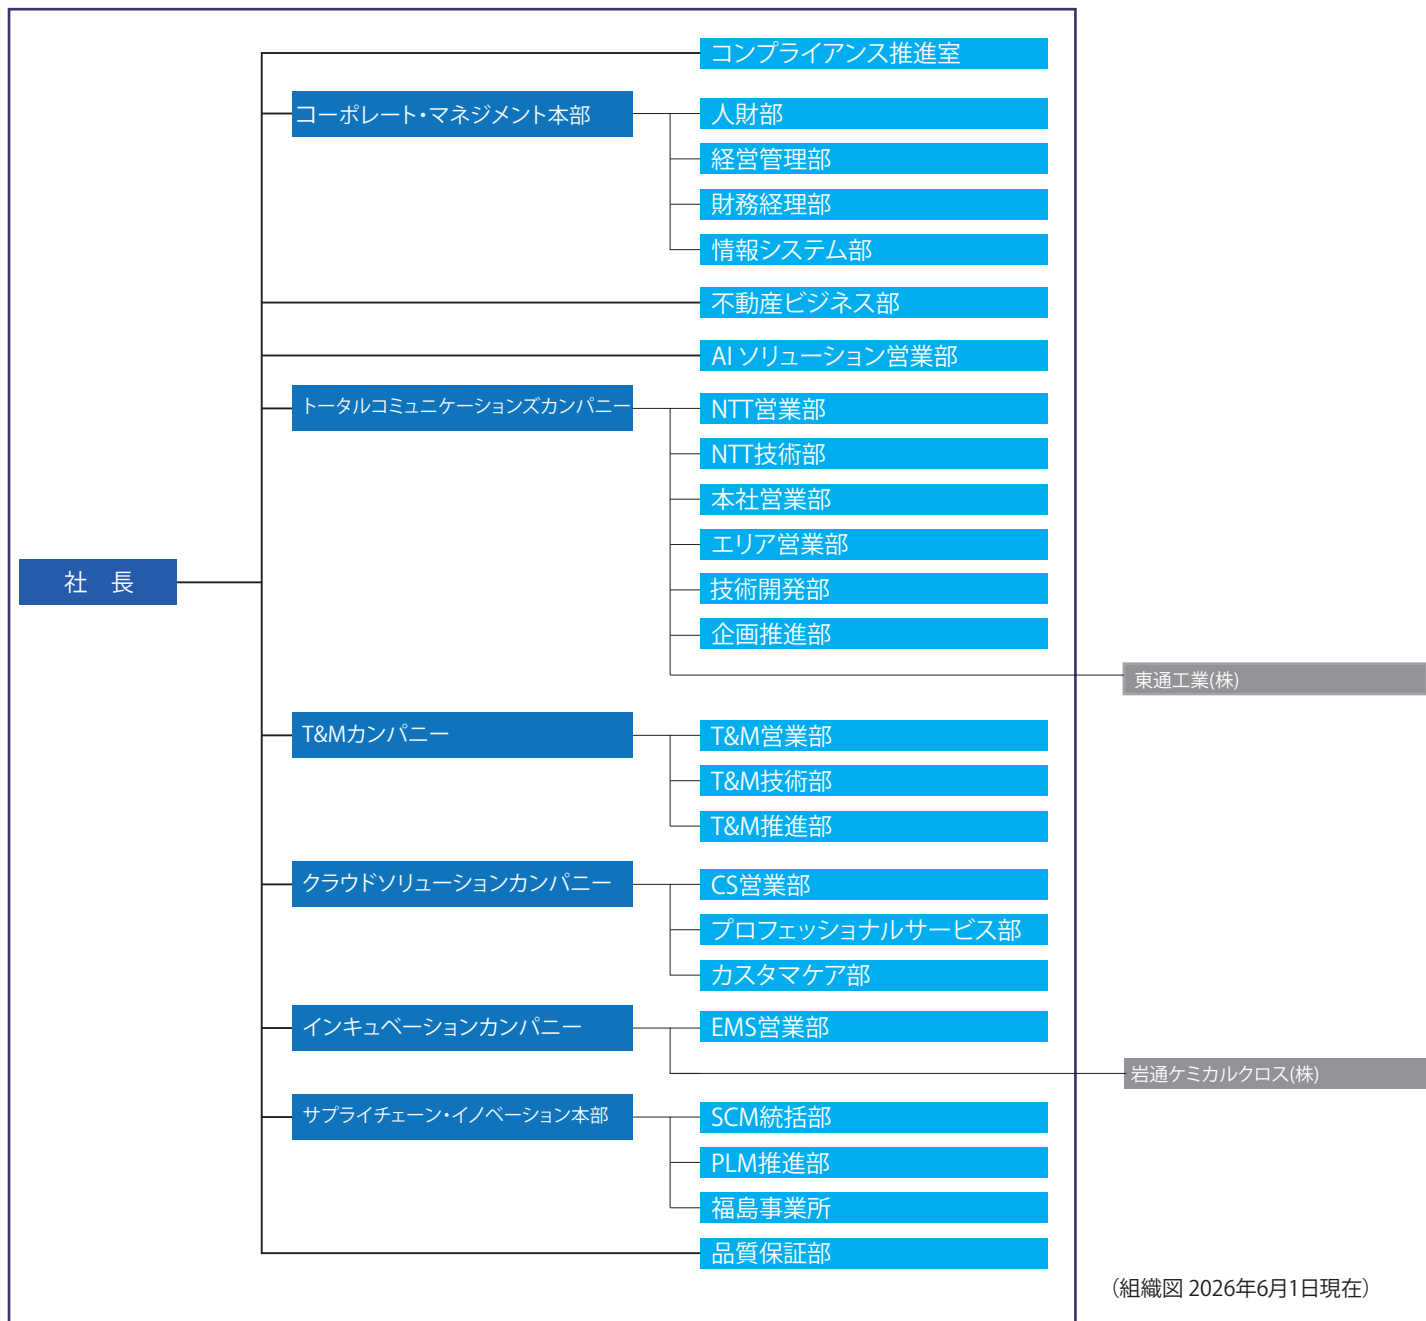 コンプライアンス推進室
コーポレート・マネジメント本部
人財部
経営管理部
財務経理部
情報システム部
不動産ビジネス部
AI ソリューション営業部
トータルコミュニケーションズカンパニー
NTT営業部
NTT技術部
本社営業部
エリア営業部
社　長
技術開発部
企画推進部
東通工業(株)
T&Mカンパニー
T&M営業部
T&M技術部
T&M推進部
クラウドソリューションカンパニー
CS営業部
プロフェッショナルサービス部
カスタマケア部
インキュベーションカンパニー
EMS営業部
岩通ケミカルクロス(株)
サプライチェーン・イノベーション本部
SCM統括部
PLM推進部
福島事業所
品質保証部
（組織図 2026年6月1日現在）